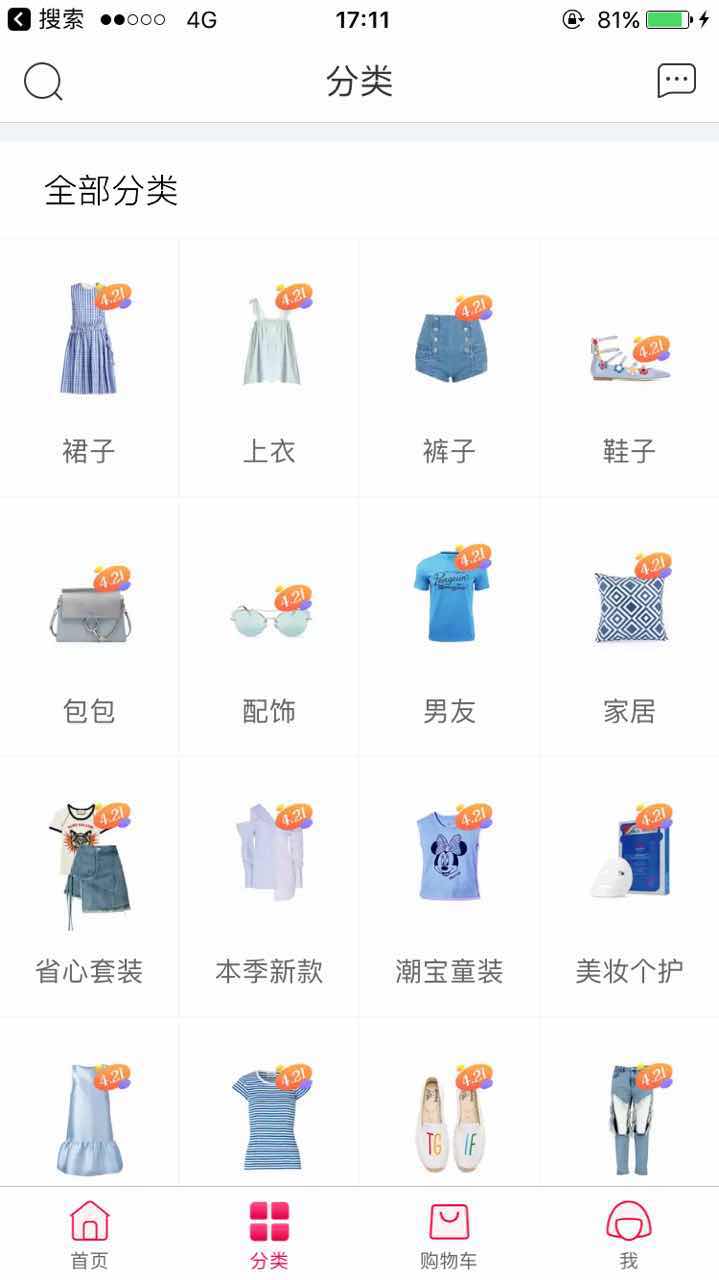 搜索 4G 17:11 81%
分类
全部分类
4.21 4.21 4.21 4.21
裙子 上衣 裤子 鞋子
4.21 4.21 4.21 4.21
Penguin
包包 配饰 男友 家居
4.21 4.21 4.21 4.21
省心套装 本季新款 潮宝童装 美妆个护
4.21 4.21 4.21 4.21
TG IF
首页 分类 购物车 我